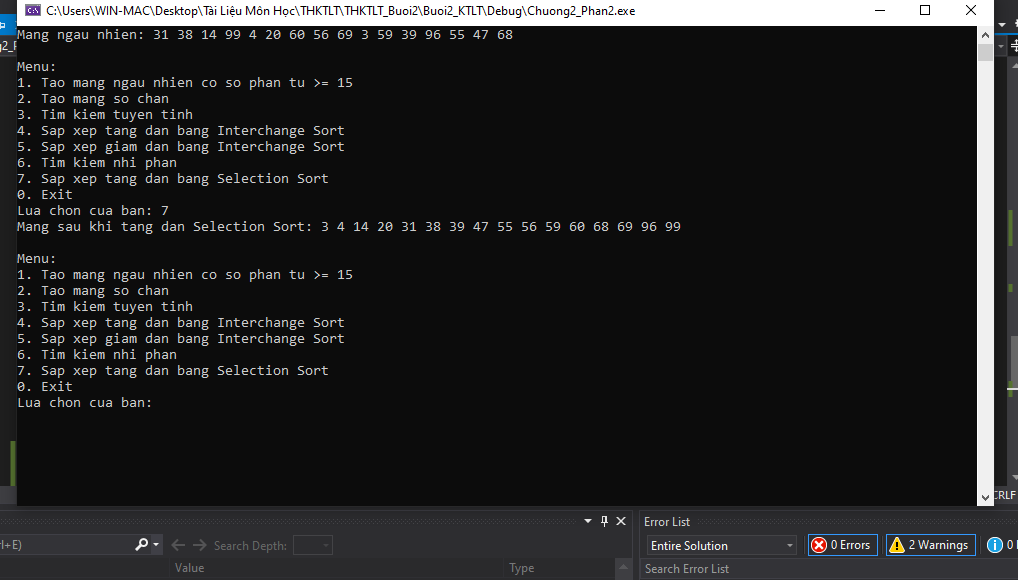 C:\Users\WIN-MAC\Desktop\Tài Liệu Môn Học\THKTLT\THKTLT_Buoi2\Buoi2_KTLT\Debug\Chuong2_Phan2.exe
Mang ngau nhien: 31 38 14 99 4 20 60 56 69 3 59 39 96 55 47 68
Menu:
1. Tao mang ngau nhien co so phan tu >= 15
2. Tao mang so chan
3. Tim kiem tuyen tinh
4. Sap xep tang dan bang Interchange Sort
5. Sap xep giam dan bang Interchange Sort
6. Tim kiem nhi phan
7. Sap xep tang dan bang Selection Sort
0. Exit
Lua chon cua ban: 7
Mang sau khi tang dan Selection Sort: 3 4 14 20 31 38 39 47 55 56 59 60 68 69 96 99
Menu:
1. Tao mang ngau nhien co so phan tu >= 15
2. Tao mang so chan
3. Tim kiem tuyen tinh
4. Sap xep tang dan bang Interchange Sort
5. Sap xep giam dan bang Interchange Sort
6. Tim kiem nhi phan
7. Sap xep tang dan bang Selection Sort
0. Exit
Lua chon cua ban:
CRLF
Error List
l+E) Search Depth: Entire Solution 0 Errors 2 Warnings 0
Value Type Search Error List